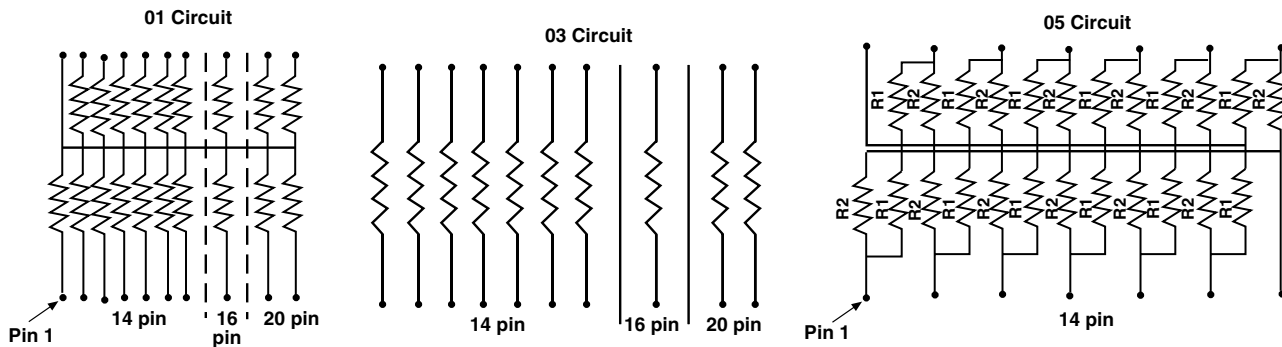 01 Circuit
14 pin
16
pin
20 pin
Pin 1
03 Circuit
14 pin
16 pin
20 pin
05 Circuit
R1
R2
R1
R2
R1
R2
R1
R2
R1
R2
R1
R2
R2
R1
R2
R1
R2
R1
R2
R1
R2
R1
R2
R1
Pin 1
14 pin